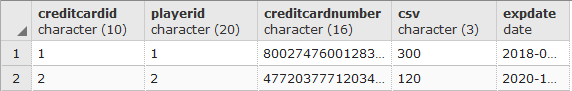 creditcardid playerid creditcardnumber csv expdate
character (10) character (20) character (16) character (3) date
1 1 1 80027476001283... 300 2018-0...
2 2 2 47720377712034... 120 2020-1...